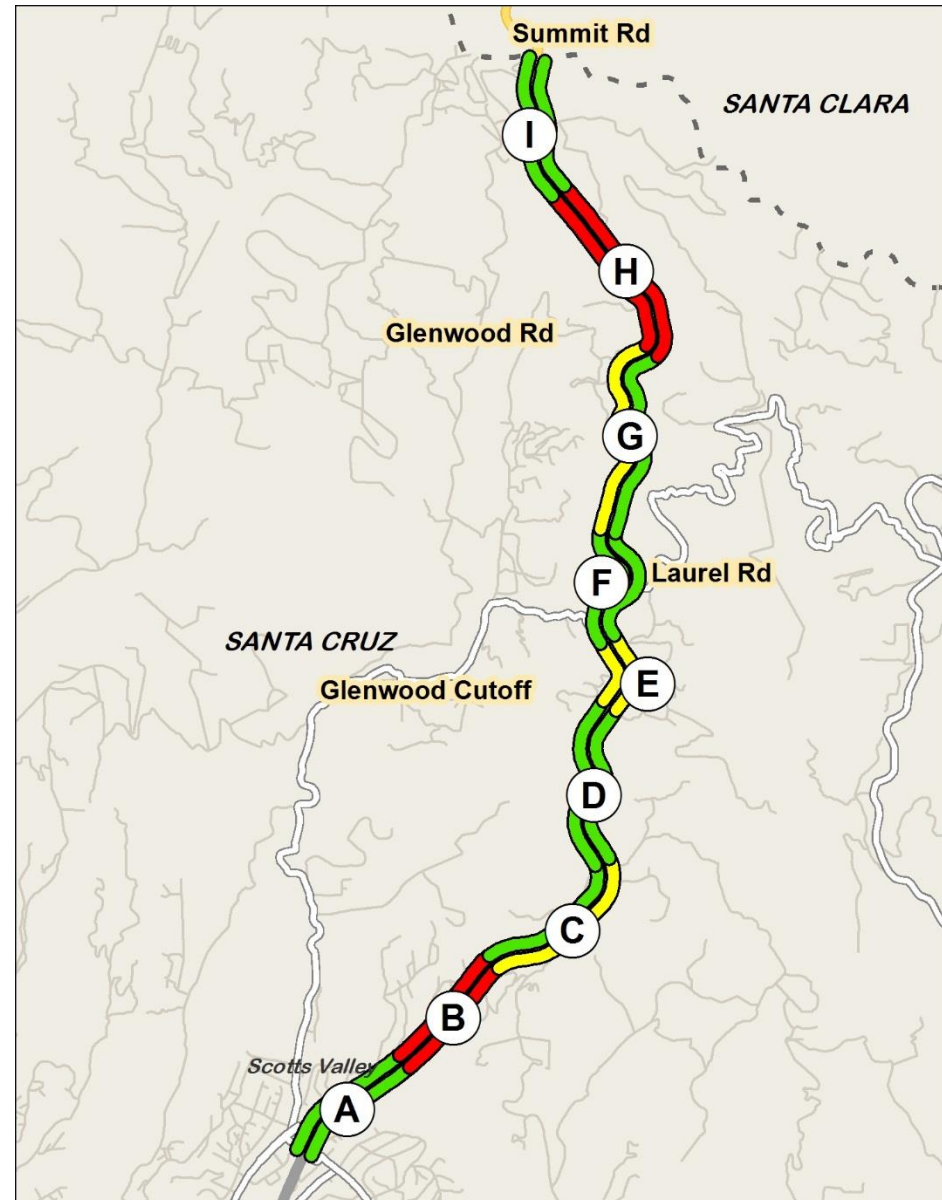 Summit Rd
SANTA CLARA
I
H
Glenwood Rd
G
F
Laurel Rd
SANTA CRUZ
E
Glenwood Cutoff
D
C
B
Scotts Valley
A